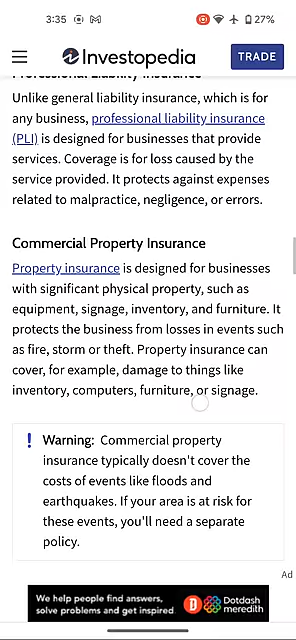 3:35
27%
Investopedia
TRADE
Professional Liability Insurance
Unlike general liability insurance, which is for
any business, professional liability insurance
(PLI) is designed for businesses that provide
services. Coverage is for loss caused by the
service provided. It protects against expenses
related to malpractice, negligence, or errors.
Commercial Property Insurance
Property insurance is designed for businesses
with significant physical property, such as
equipment, signage, inventory, and furniture. It
protects the business from losses in events such
as fire, storm or theft. Property insurance can
cover, for example, damage to things like
inventory, computers, furniture, or signage.
! Warning: Commercial property
insurance typically doesn't cover the
costs of events like floods and
earthquakes. If your area is at risk for
these events, you'll need a separate
policy.
Ad
We help people find answers,
solve problems and get inspired.
Dotdash
meredith